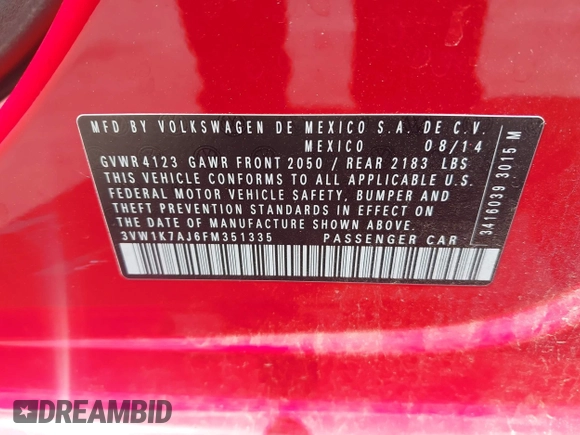 MFD BY VOLKSWAGEN DE MEXICO S.A. DE C.V.
MEXICO 08/14
GVWR4123 GAWR FRONT 2050 / REAR 2183 LBS
THIS VEHICLE CONFORMS TO ALL APPLICABLE U.S.
FEDERAL MOTOR VEHICLE SAFETY, BUMPER AND
THEFT PREVENTION STANDARDS IN EFFECT ON
THE DATE OF MANUFACTURE SHOWN ABOVE.
3VW1K7AJ6FM351335 PASSENGER CAR
3416039 3015 M
DREAMBID